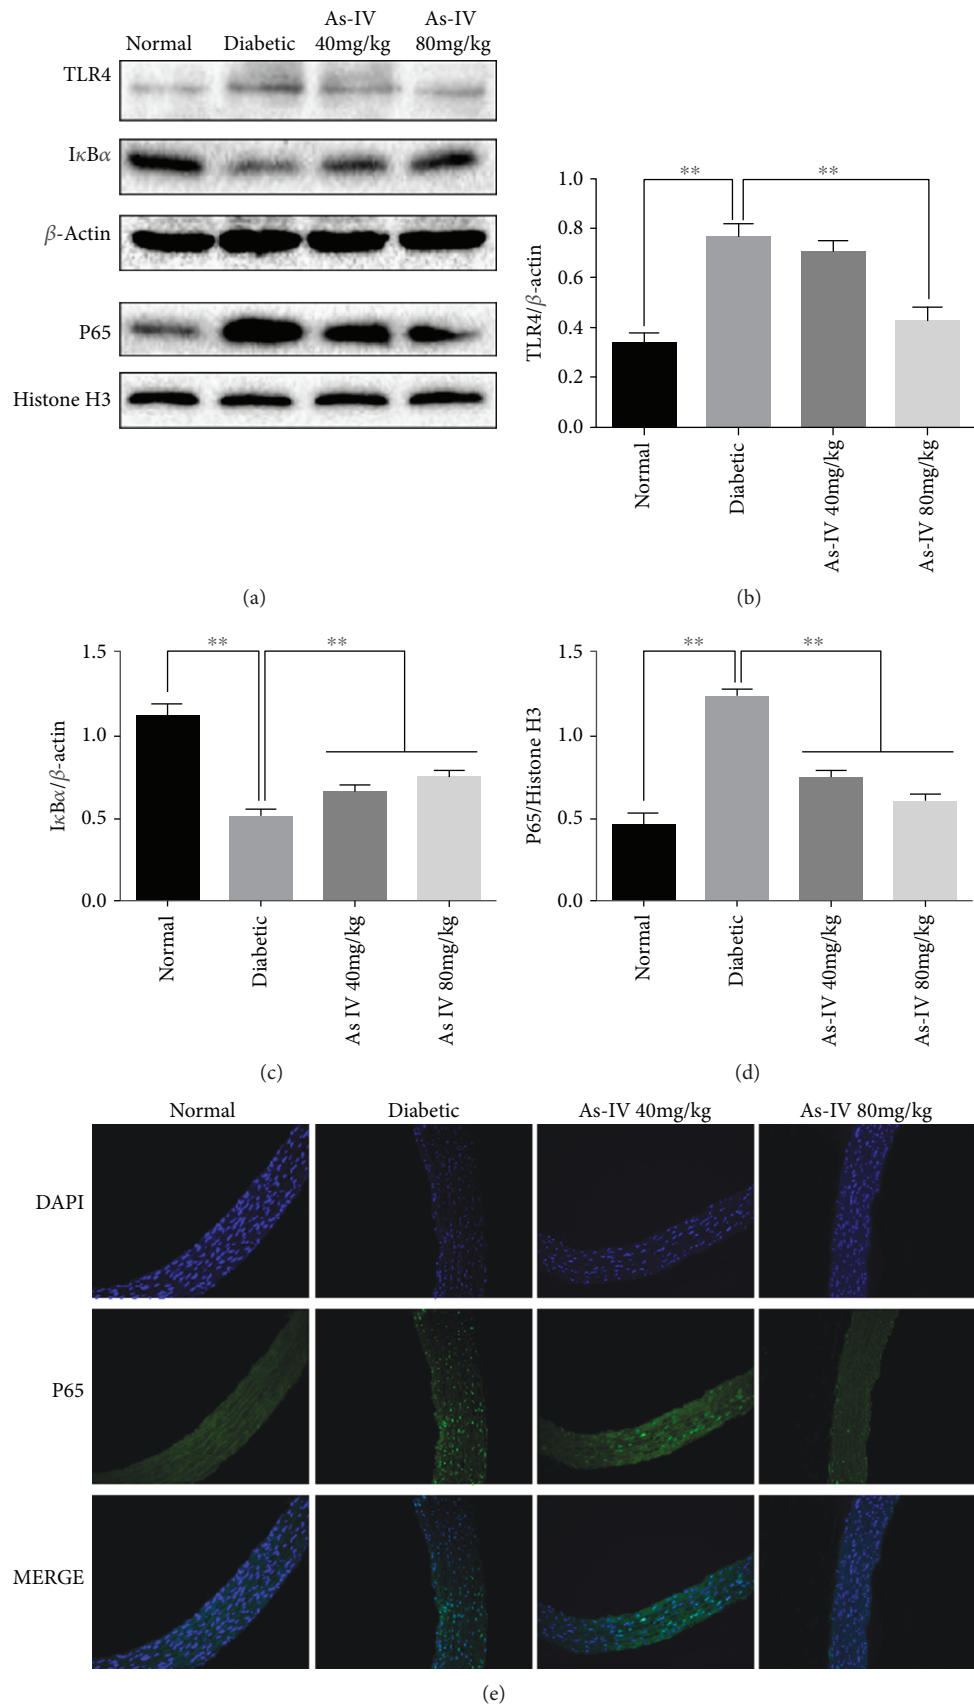 Normal Diabetic As-IV 40mg/kg As-IV 80mg/kg
TLR4
IκBα
β-Actin
P65
Histone H3
(a)
TLR4/β-actin
1.0
0.8
0.6
0.4
0.2
0.0
** **
Normal
Diabetic
As-IV 40mg/kg
As-IV 80mg/kg
(b)
IκBα/β-actin
1.5
1.0
0.5
0.0
** **
Normal
Diabetic
As IV 40mg/kg
As IV 80mg/kg
(c)
P65/Histone H3
1.5
1.0
0.5
0.0
** **
Normal
Diabetic
As-IV 40mg/kg
As-IV 80mg/kg
(d)
Normal Diabetic As-IV 40mg/kg As-IV 80mg/kg
DAPI
P65
MERGE
(e)